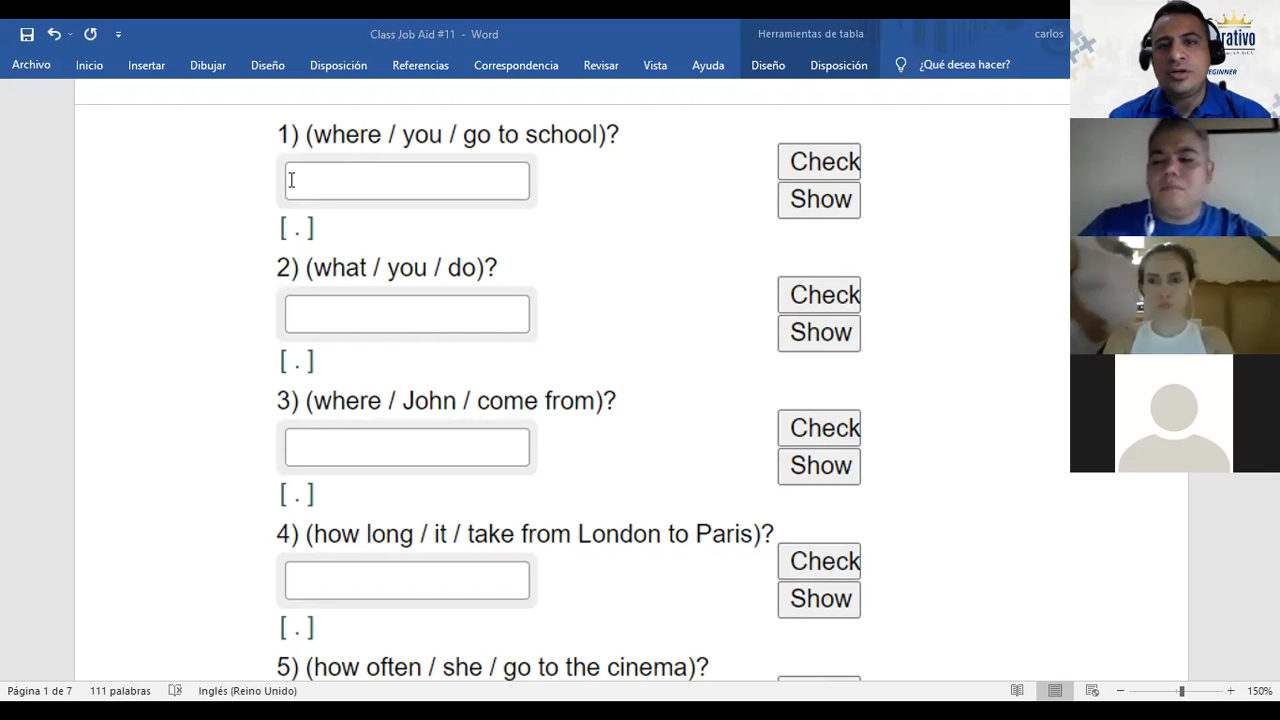 Class Job Aid #11 - Word
Herramientas de tabla
carlos
Archivo Inicio Insertar Dibujar Diseño Disposición Referencias Correspondencia Revisar Vista Ayuda Diseño Disposición ¿Qué desea hacer?
1) (where / you / go to school)?
Check
Show
[ . ]
2) (what / you / do)?
Check
Show
[ . ]
3) (where / John / come from)?
Check
Show
[ . ]
4) (how long / it / take from London to Paris)?
Check
Show
[ . ]
5) (how often / she / go to the cinema)?
Página 1 de 7 111 palabras Inglés (Reino Unido) 150%